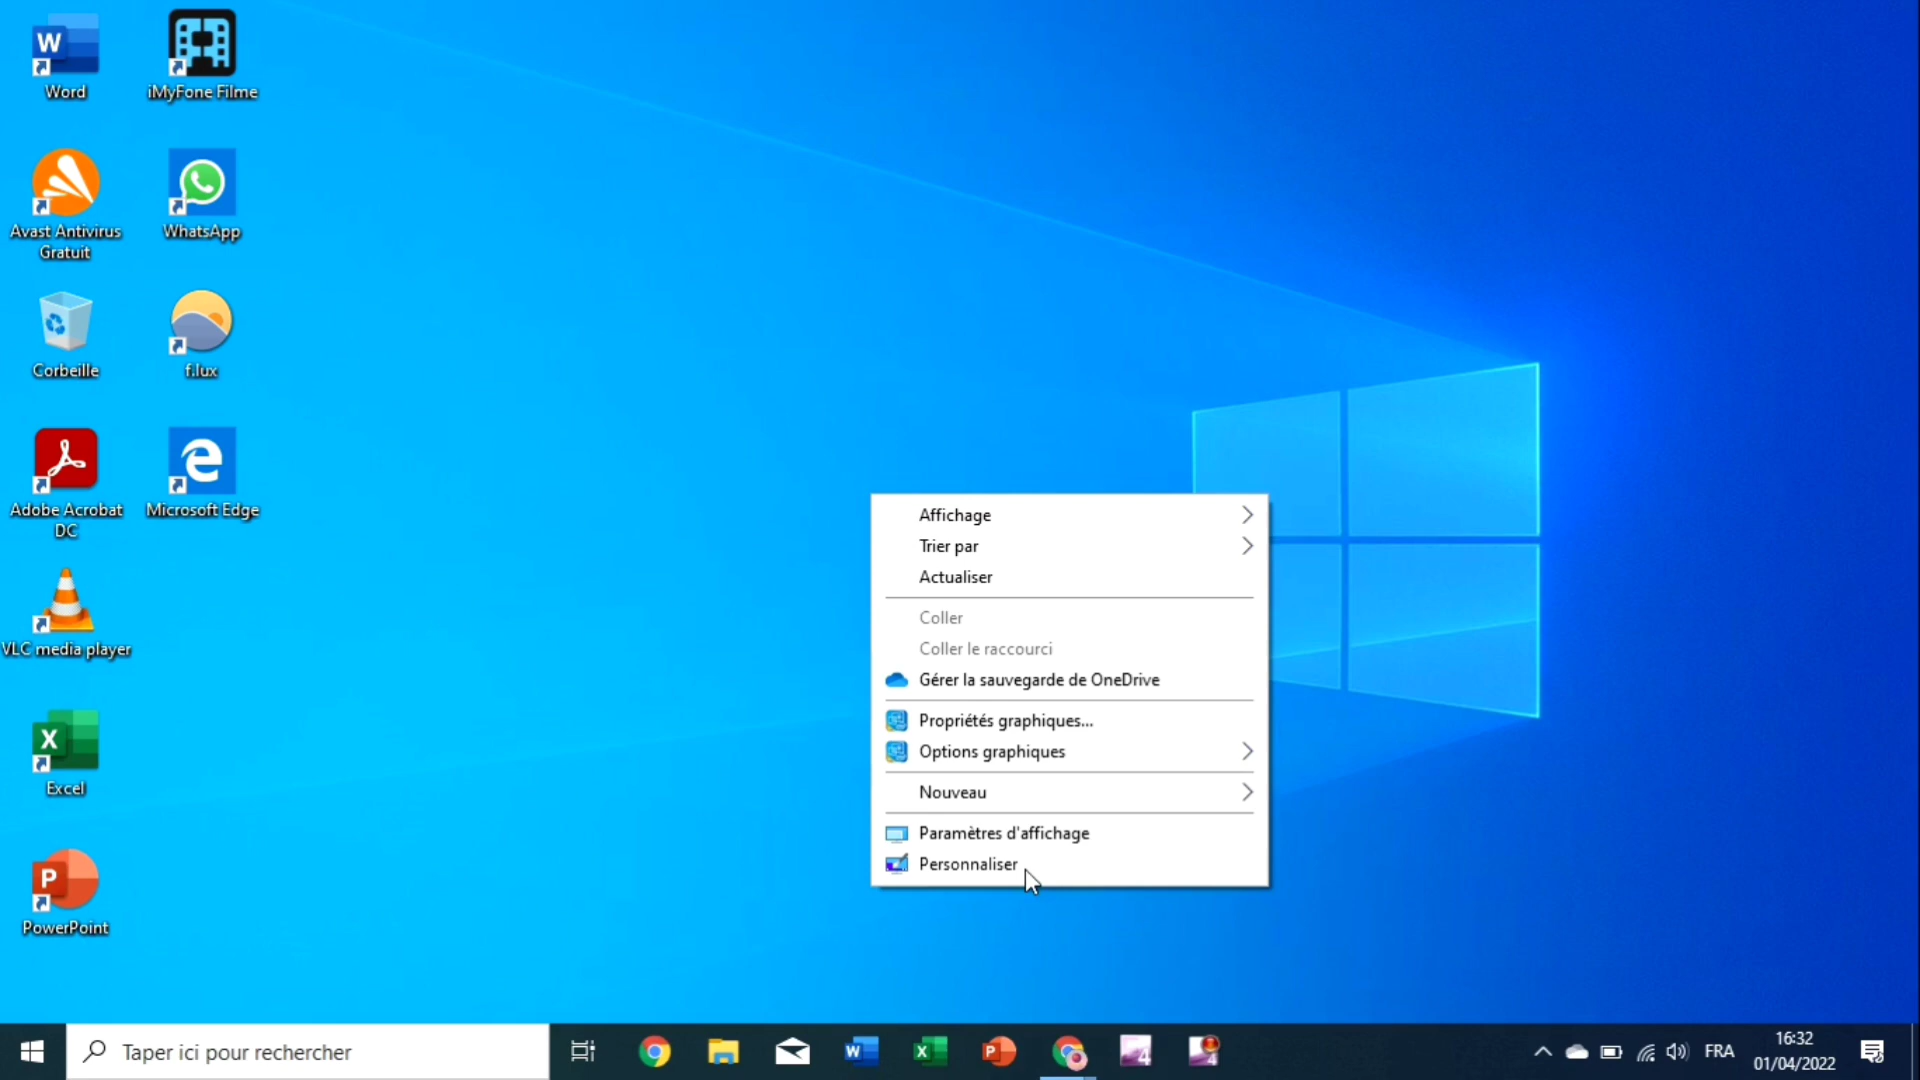 Word
iMyFone Filme
Avast Antivirus
Gratuit
WhatsApp
Corbeille
f.lux
Adobe Acrobat
DC
Microsoft Edge
VLC media player
Excel
PowerPoint
Affichage
Trier par
Actualiser
Coller
Coller le raccourci
Gérer la sauvegarde de OneDrive
Propriétés graphiques...
Options graphiques
Nouveau
Paramètres d'affichage
Personnaliser
Taper ici pour rechercher
FRA
16:32
01/04/2022